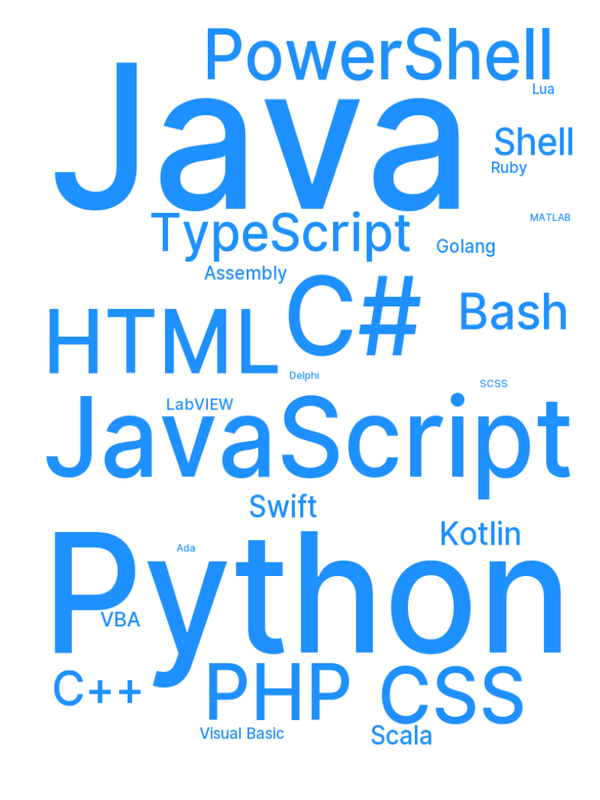 PowerShell
Java
Lua
Shell
Ruby
TypeScript
MATLAB
Golang
Assembly
C#
Bash
HTML
Delphi
SCSS
LabVIEW
JavaScript
Swift
Kotlin
Ada
Python
VBA
C++
PHP
CSS
Visual Basic
Scala